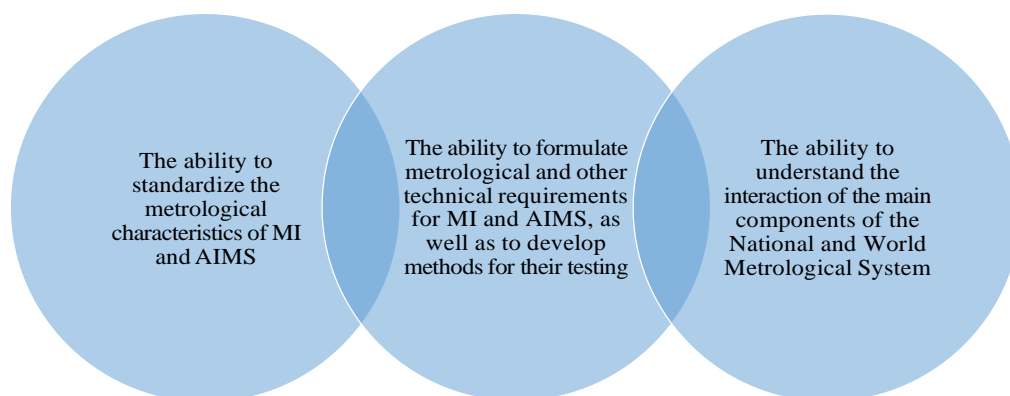 The ability to
standardize the
metrological
characteristics of MI
and AIMS
The ability to formulate
metrological and other
technical requirements
for MI and AIMS, as
well as to develop
methods for their testing
The ability to
understand the
interaction of the main
components of the
National and World
Metrological System